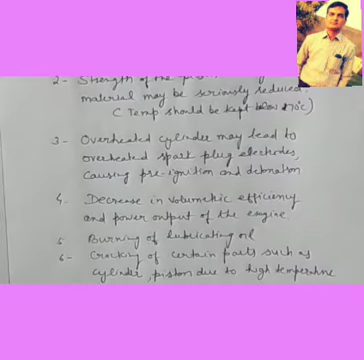 2- Strength of the
material may be seriously reduced
( Temp should be kept below 270°C)
3- Overheated cylinder may lead to
overheated spark plug electrodes,
causing pre-ignition and detonation
4. Decrease in volumetric efficiency
and power output of the engine
5 Burning of lubricating oil
6- Cracking of certain parts such as
cylinder, piston due to high temperature